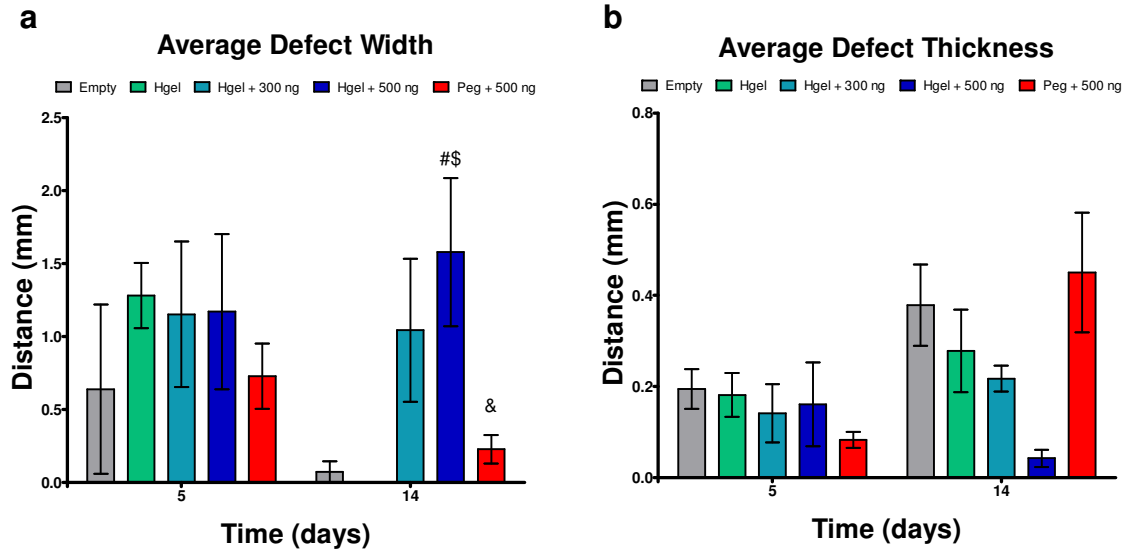 a
Average Defect Width
Empty Hgel Hgel + 300 ng Hgel + 500 ng Peg + 500 ng
Distance (mm)
2.5
2.0
1.5
1.0
0.5
0.0
#$
&
5 14
Time (days)
b
Average Defect Thickness
Empty Hgel Hgel + 300 ng Hgel + 500 ng Peg + 500 ng
Distance (mm)
0.8
0.6
0.4
0.2
0.0
5 14
Time (days)